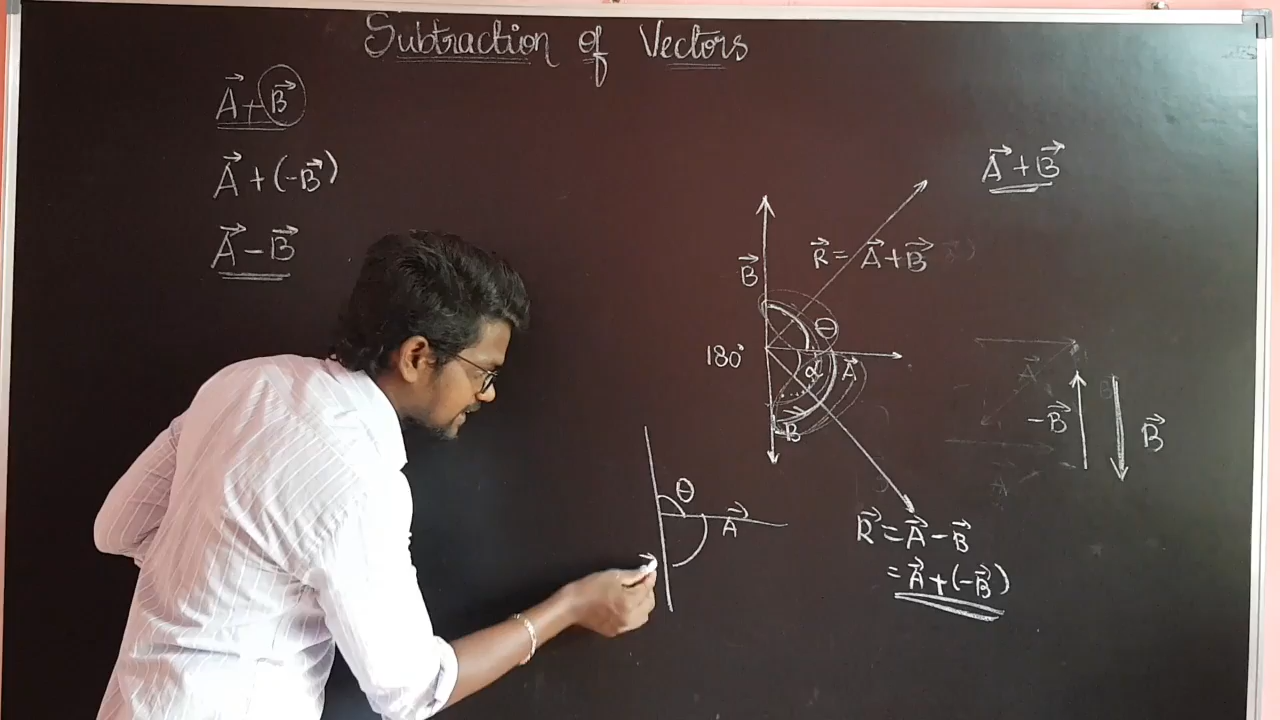 Subtraction of Vectors
A⃗ + B⃗
A⃗ + (-B⃗)
A⃗ - B⃗
A⃗ + B⃗
B⃗
R⃗ = A⃗ + B⃗
θ
180°
α
A⃗
B⃗
-B⃗
B⃗
θ
A⃗
R⃗ = A⃗ - B⃗
= A⃗ + (-B⃗)